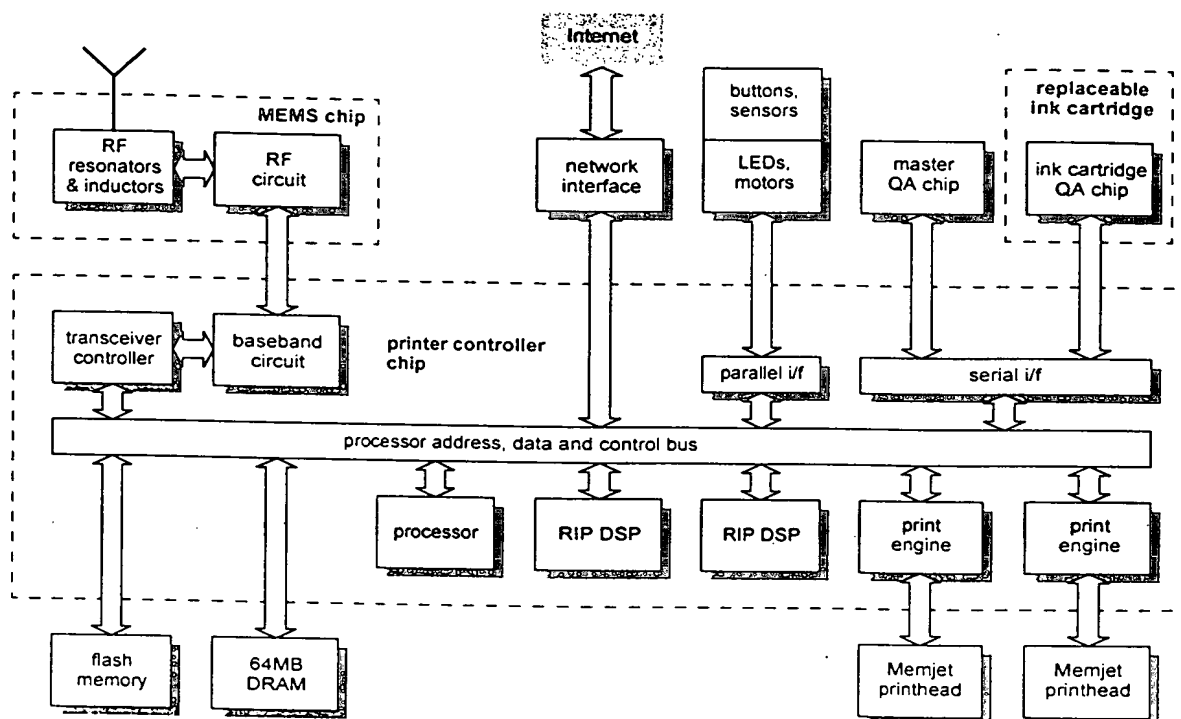 Internet
MEMS chip
RF
resonators
& inductors
RF
circuit
network
interface
buttons,
sensors
LEDs,
motors
master
QA chip
replaceable
ink cartridge
ink cartridge
QA chip
transceiver
controller
baseband
circuit
printer controller
chip
parallel i/f
serial i/f
processor address, data and control bus
processor
RIP DSP
RIP DSP
print
engine
print
engine
flash
memory
64MB
DRAM
Memjet
printhead
Memjet
printhead